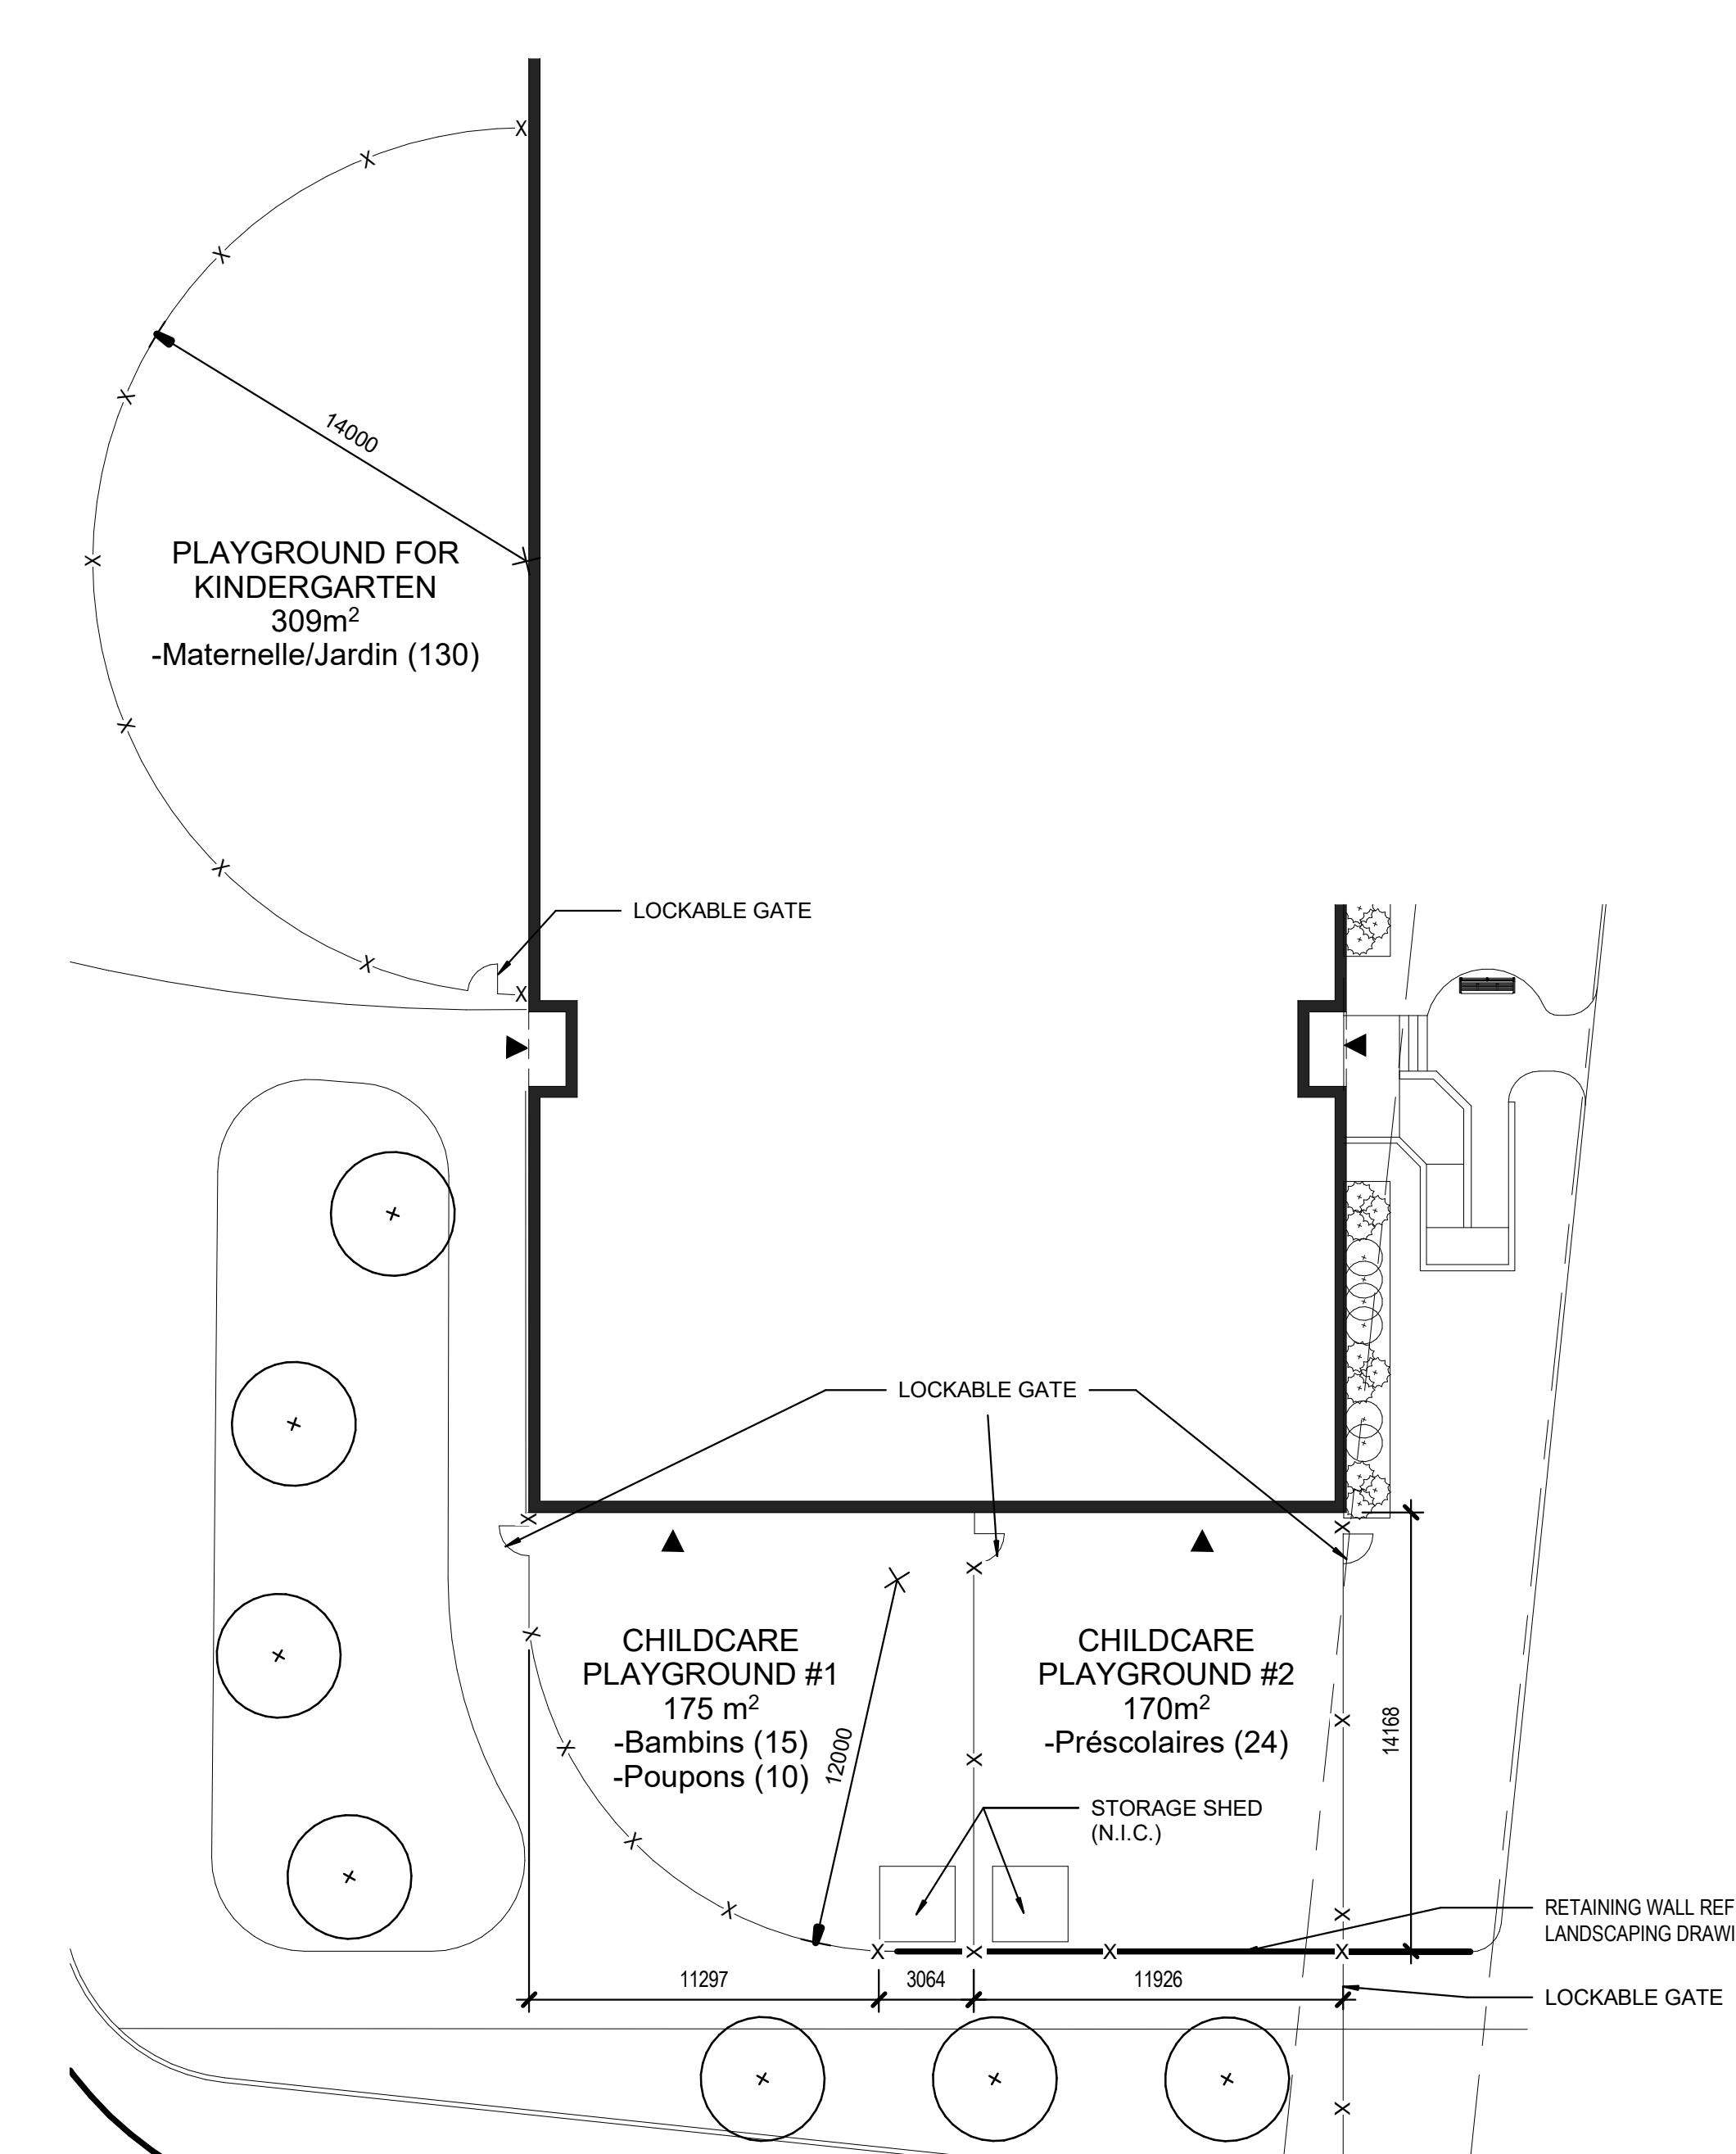 14000
PLAYGROUND FOR
KINDERGARTEN
309m²
-Maternelle/Jardin (130)
LOCKABLE GATE
LOCKABLE GATE
CHILDCARE
PLAYGROUND #1
175 m²
-Bambins (15)
-Poupons (10)
12000
CHILDCARE
PLAYGROUND #2
170m²
-Préscolaires (24)
14168
STORAGE SHED
(N.I.C.)
RETAINING WALL REF
LANDSCAPING DRAWI
11297
3064
11926
LOCKABLE GATE